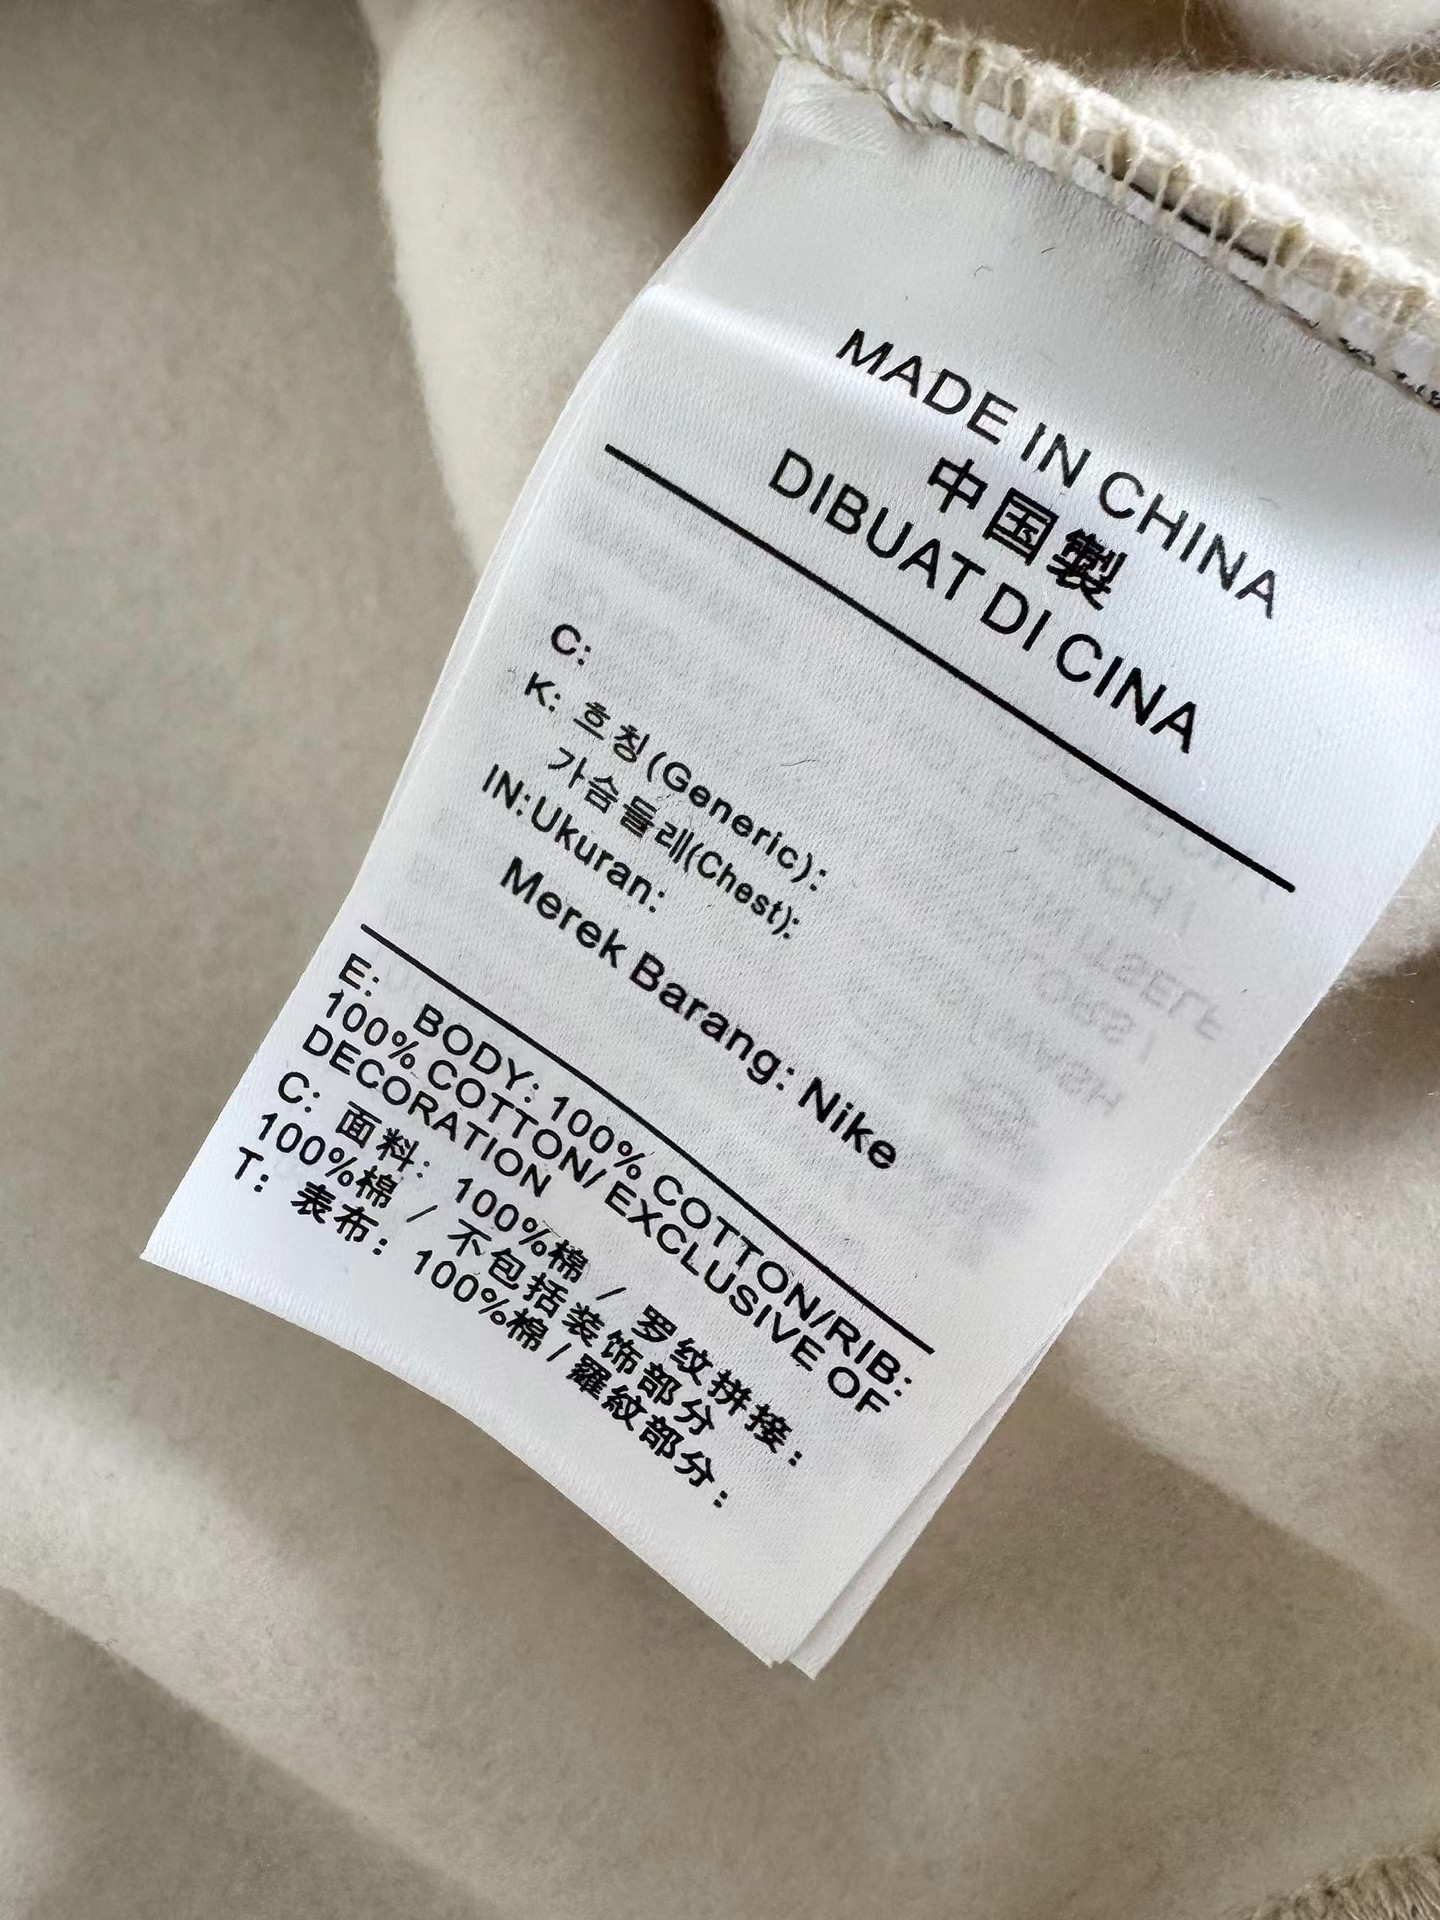 MADE IN CHINA
中国製
DIBUAT DI CINA
C:
K: 호칭(Generic):
가슴둘레(Chest):
IN:Ukuran:
Merek Barang: Nike
E: BODY: 100% COTTON/RIB:
100% COTTON/ EXCLUSIVE OF
DECORATION
C: 面料: 100%棉 / 罗纹拼接:
100%棉 / 不包括装饰部分
T: 表布: 100%棉/羅紋部分: